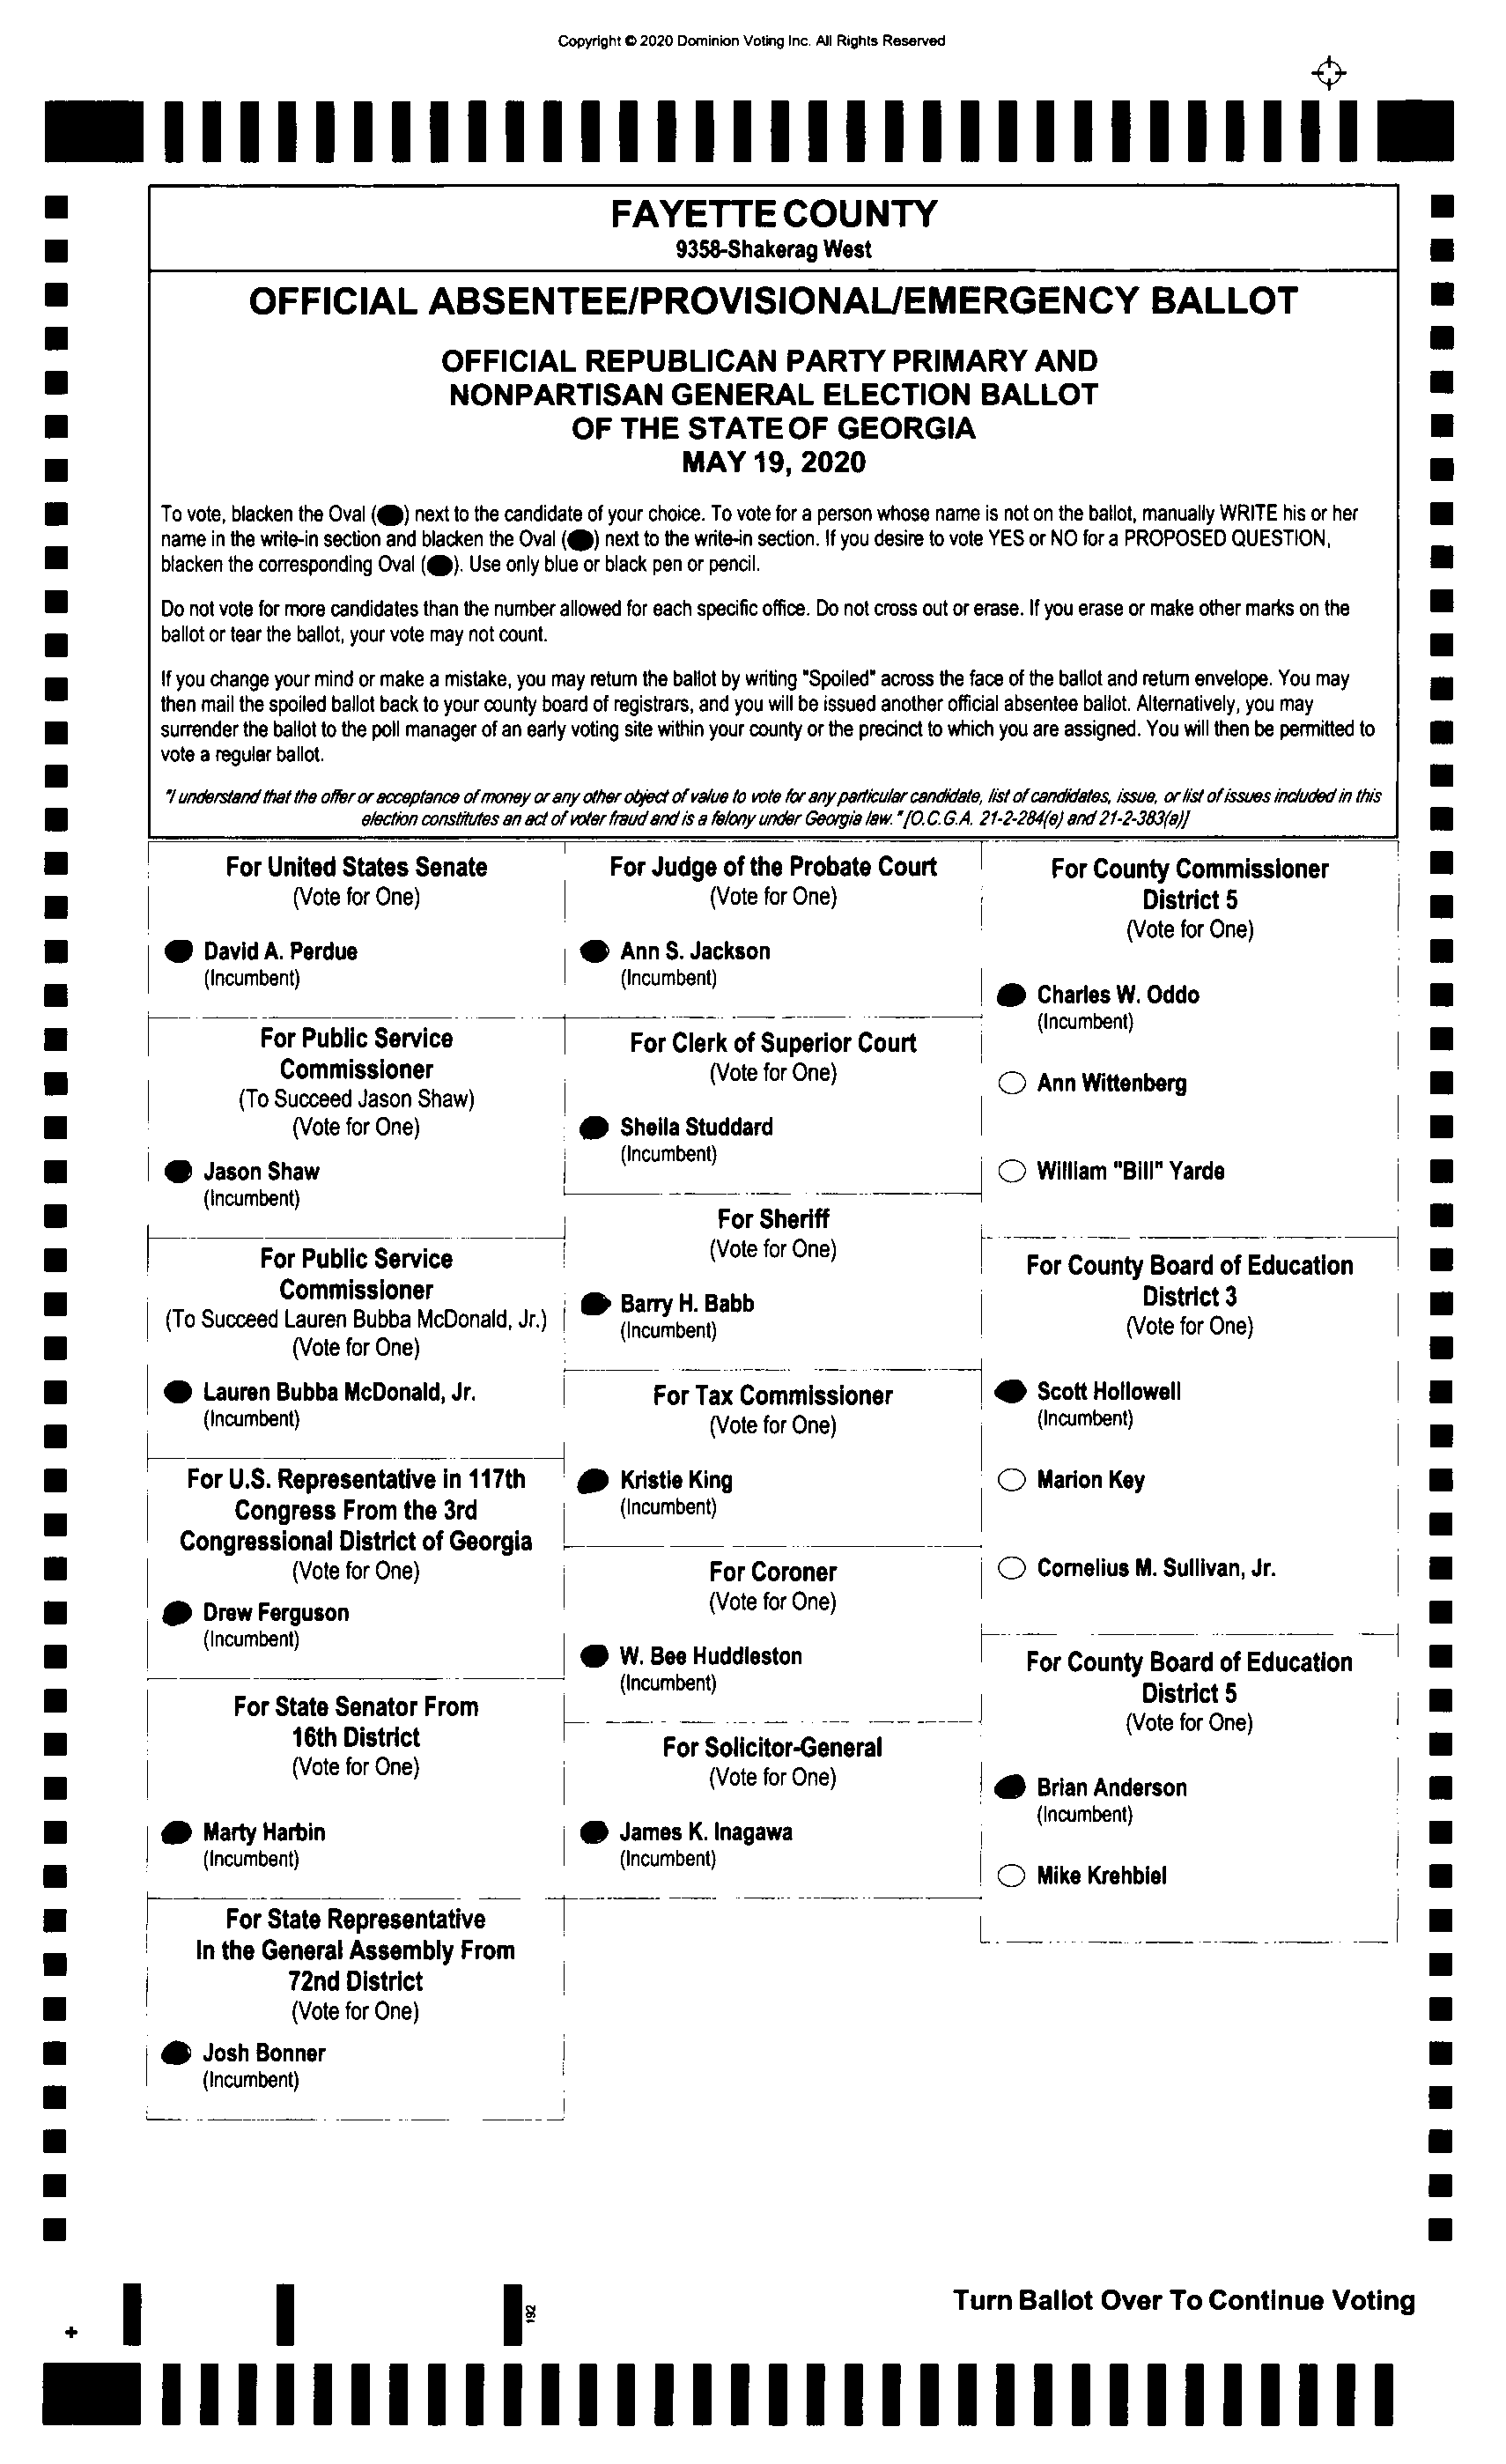 Copyright © 2020 Dominion Voting Inc. All Rights Reserved
FAYETTE COUNTY
9358-Shakerag West
OFFICIAL ABSENTEE/PROVISIONAL/EMERGENCY BALLOT
OFFICIAL REPUBLICAN PARTY PRIMARY AND
NONPARTISAN GENERAL ELECTION BALLOT
OF THE STATE OF GEORGIA
MAY 19, 2020
To vote, blacken the Oval ( ) next to the candidate of your choice. To vote for a person whose name is not on the ballot, manually WRITE his or her
name in the write-in section and blacken the Oval ( ) next to the write-in section. If you desire to vote YES or NO for a PROPOSED QUESTION,
blacken the corresponding Oval ( ). Use only blue or black pen or pencil.
Do not vote for more candidates than the number allowed for each specific office. Do not cross out or erase. If you erase or make other marks on the
ballot or tear the ballot, your vote may not count.
If you change your mind or make a mistake, you may return the ballot by writing "Spoiled" across the face of the ballot and return envelope. You may
then mail the spoiled ballot back to your county board of registrars, and you will be issued another official absentee ballot. Alternatively, you may
surrender the ballot to the poll manager of an early voting site within your county or the precinct to which you are assigned. You will then be permitted to
vote a regular ballot.
"I understand that the offer or acceptance of money or any other object of value to vote for any particular candidate, list of candidates, issue, or list of issues included in this
election constitutes an act of voter fraud and is a felony under Georgia law." [O.C.G.A. 21-2-284(e) and 21-2-383(a)]
For United States Senate
(Vote for One)
David A. Perdue
(Incumbent)
For Public Service
Commissioner
(To Succeed Jason Shaw)
(Vote for One)
Jason Shaw
(Incumbent)
For Public Service
Commissioner
(To Succeed Lauren Bubba McDonald, Jr.)
(Vote for One)
Lauren Bubba McDonald, Jr.
(Incumbent)
For U.S. Representative in 117th
Congress From the 3rd
Congressional District of Georgia
(Vote for One)
Drew Ferguson
(Incumbent)
For State Senator From
16th District
(Vote for One)
Marty Harbin
(Incumbent)
For State Representative
In the General Assembly From
72nd District
(Vote for One)
Josh Bonner
(Incumbent)
For Judge of the Probate Court
(Vote for One)
Ann S. Jackson
(Incumbent)
For Clerk of Superior Court
(Vote for One)
Sheila Studdard
(Incumbent)
For Sheriff
(Vote for One)
Barry H. Babb
(Incumbent)
For Tax Commissioner
(Vote for One)
Kristie King
(Incumbent)
For Coroner
(Vote for One)
W. Bee Huddleston
(Incumbent)
For Solicitor-General
(Vote for One)
James K. Inagawa
(Incumbent)
For County Commissioner
District 5
(Vote for One)
Charles W. Oddo
(Incumbent)
Ann Wittenberg
William "Bill" Yarde
For County Board of Education
District 3
(Vote for One)
Scott Hollowell
(Incumbent)
Marion Key
Cornelius M. Sullivan, Jr.
For County Board of Education
District 5
(Vote for One)
Brian Anderson
(Incumbent)
Mike Krehbiel
192
Turn Ballot Over To Continue Voting